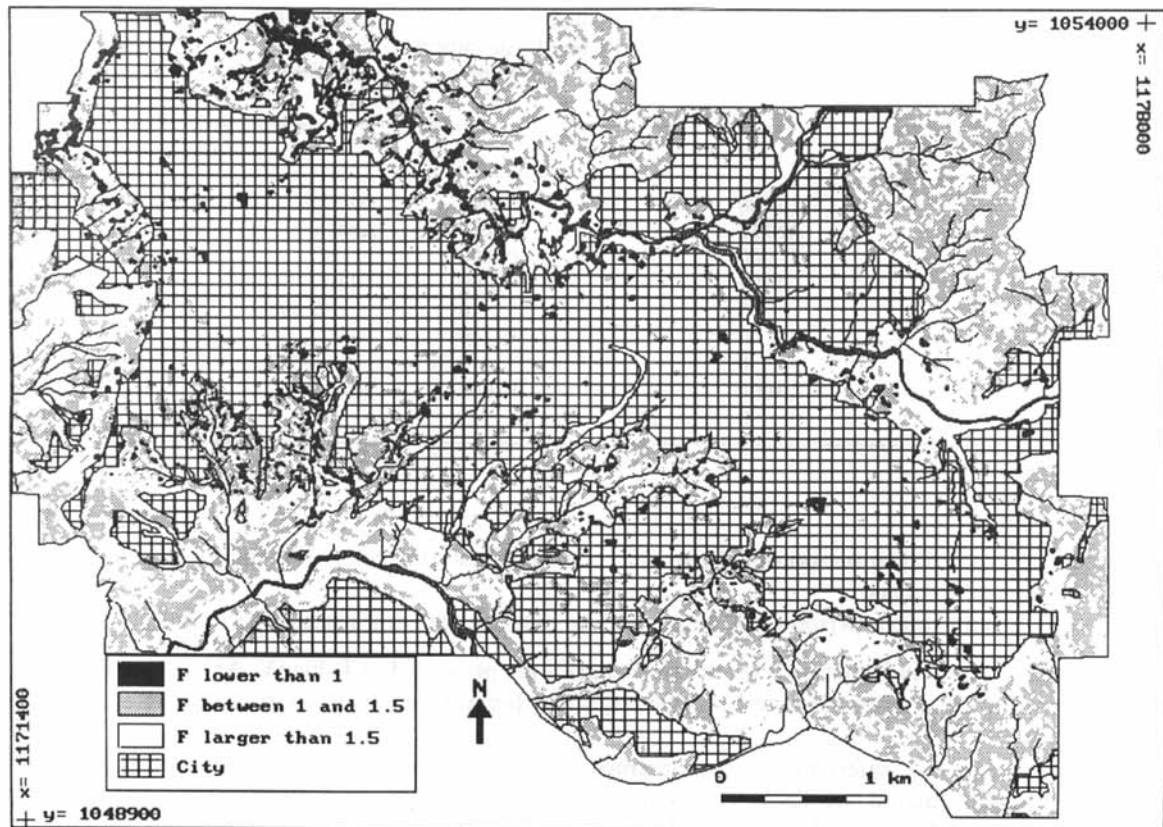 y= 1054000
x= 1178000
F lower than 1
F between 1 and 1.5
F larger than 1.5
City
N
0 1 km
x= 1171400
y= 1048900